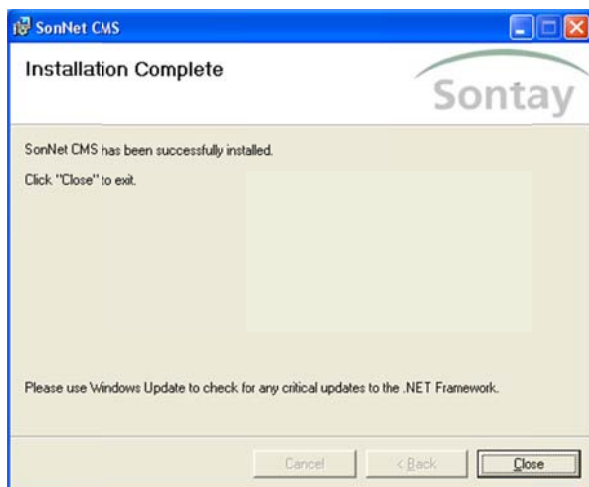 SonNet CMS
Installation Complete
Sontay
SonNet CMS has been successfully installed.
Click "Close" to exit.
Please use Windows Update to check for any critical updates to the .NET Framework.
Cancel
< Back
Close